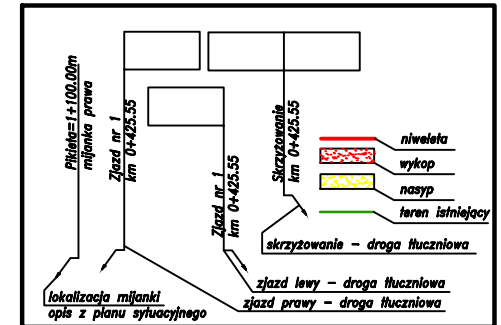 Pikieta=1+100.00m
mijanka prawa
Zjazd nr 1
km 0+425.55
Zjazd nr 1
km 0+425.55
Skrzyżowanie
km 0+425.55
niweleta
wykop
nasyp
teren istniejący
skrzyżowanie – droga tłuczniowa
zjazd lewy – droga tłuczniowa
zjazd prawy – droga tłuczniowa
lokalizacja mijanki
opis z planu sytuacyjnego